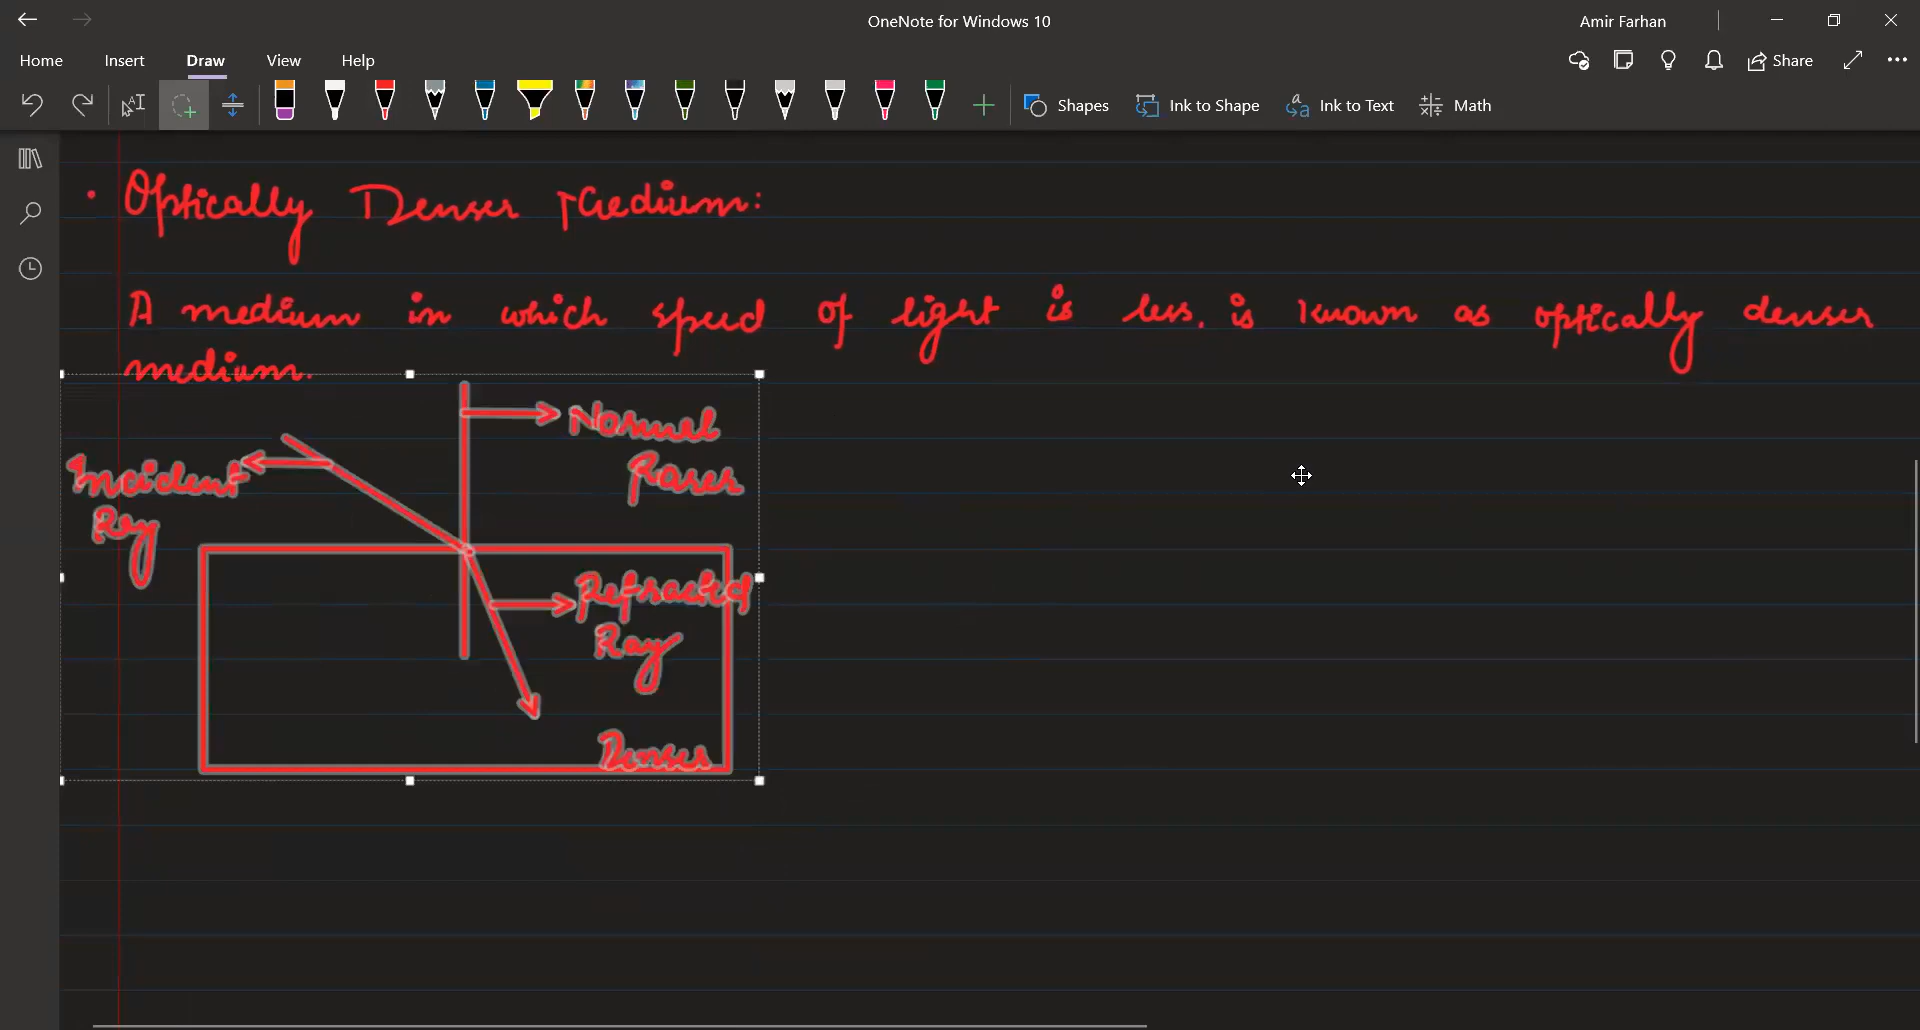 OneNote for Windows 10
Amir Farhan
Home Insert Draw View Help
Share
Shapes Ink to Shape Ink to Text Math
• Optically Denser Medium:
A medium in which speed of light is less. is known as optically denser
medium.
Normal
Rarer
Incident
Ray
Refracted
Ray
Denser